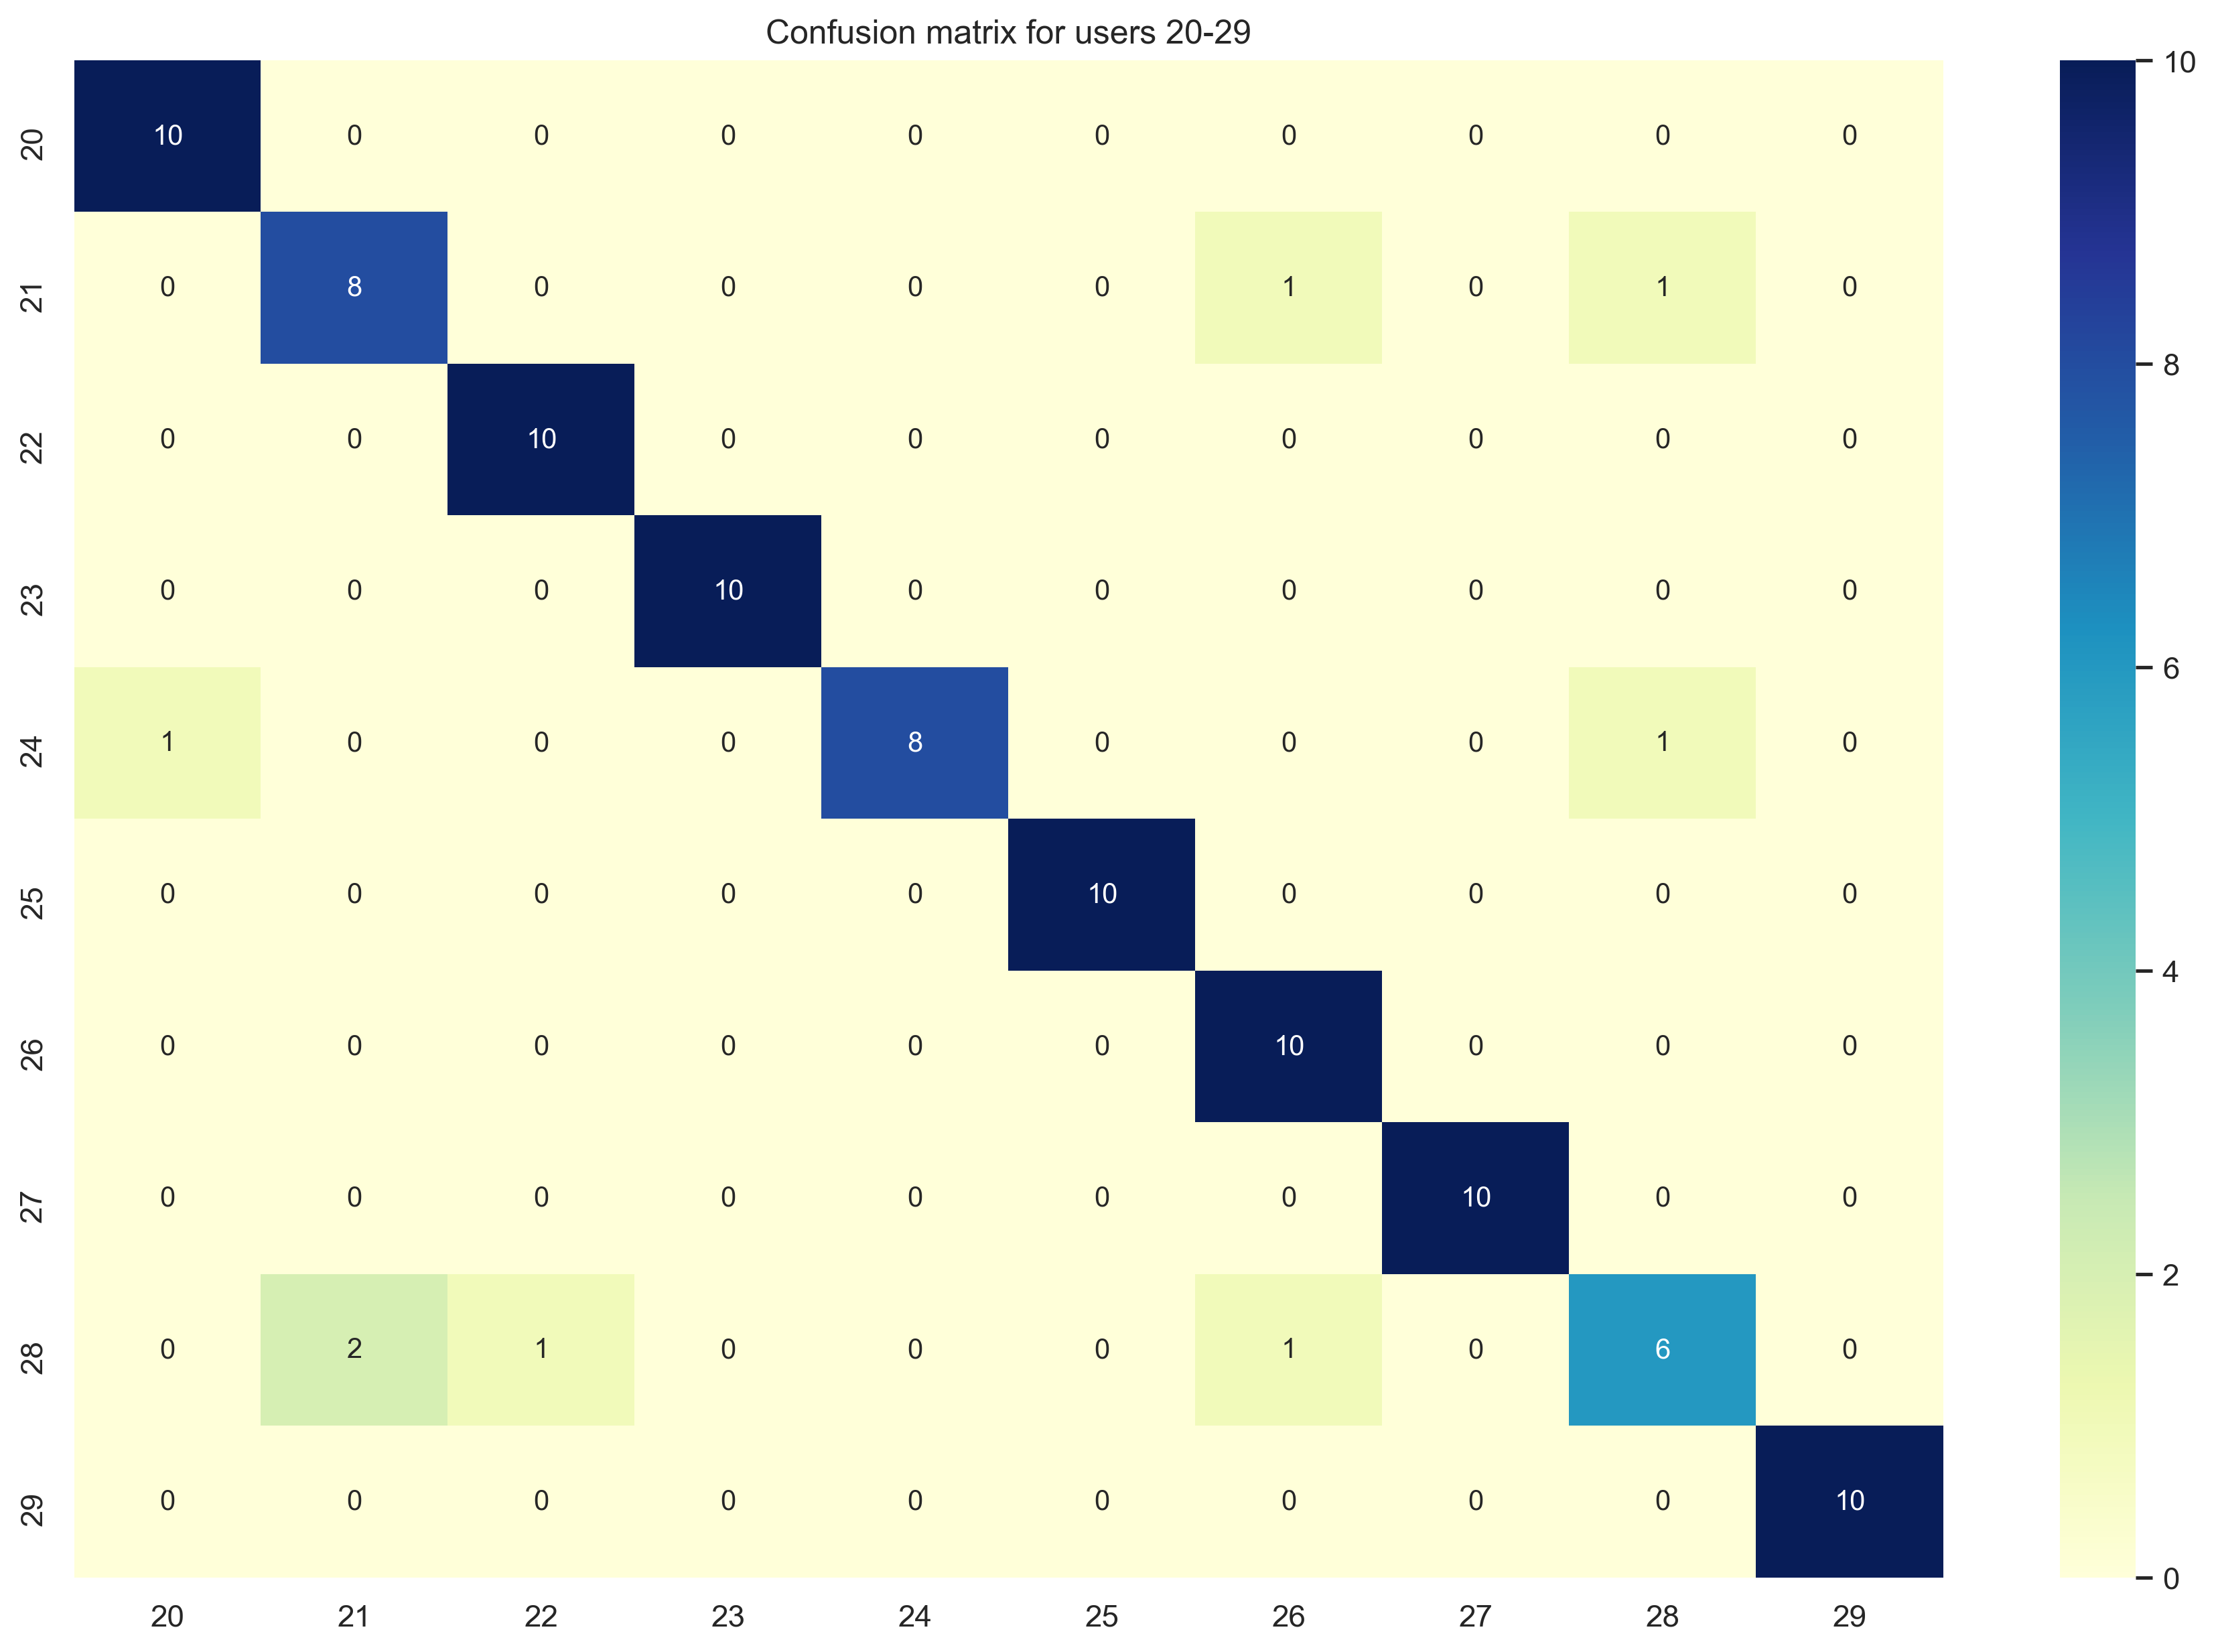 Confusion matrix for users 20-29
20 10 0 0 0 0 0 0 0 0 0
21 0 8 0 0 0 0 1 0 1 0
22 0 0 10 0 0 0 0 0 0 0
23 0 0 0 10 0 0 0 0 0 0
24 1 0 0 0 8 0 0 0 1 0
25 0 0 0 0 0 10 0 0 0 0
26 0 0 0 0 0 0 10 0 0 0
27 0 0 0 0 0 0 0 10 0 0
28 0 2 1 0 0 0 1 0 6 0
29 0 0 0 0 0 0 0 0 0 10
20 21 22 23 24 25 26 27 28 29
10
8
6
4
2
0